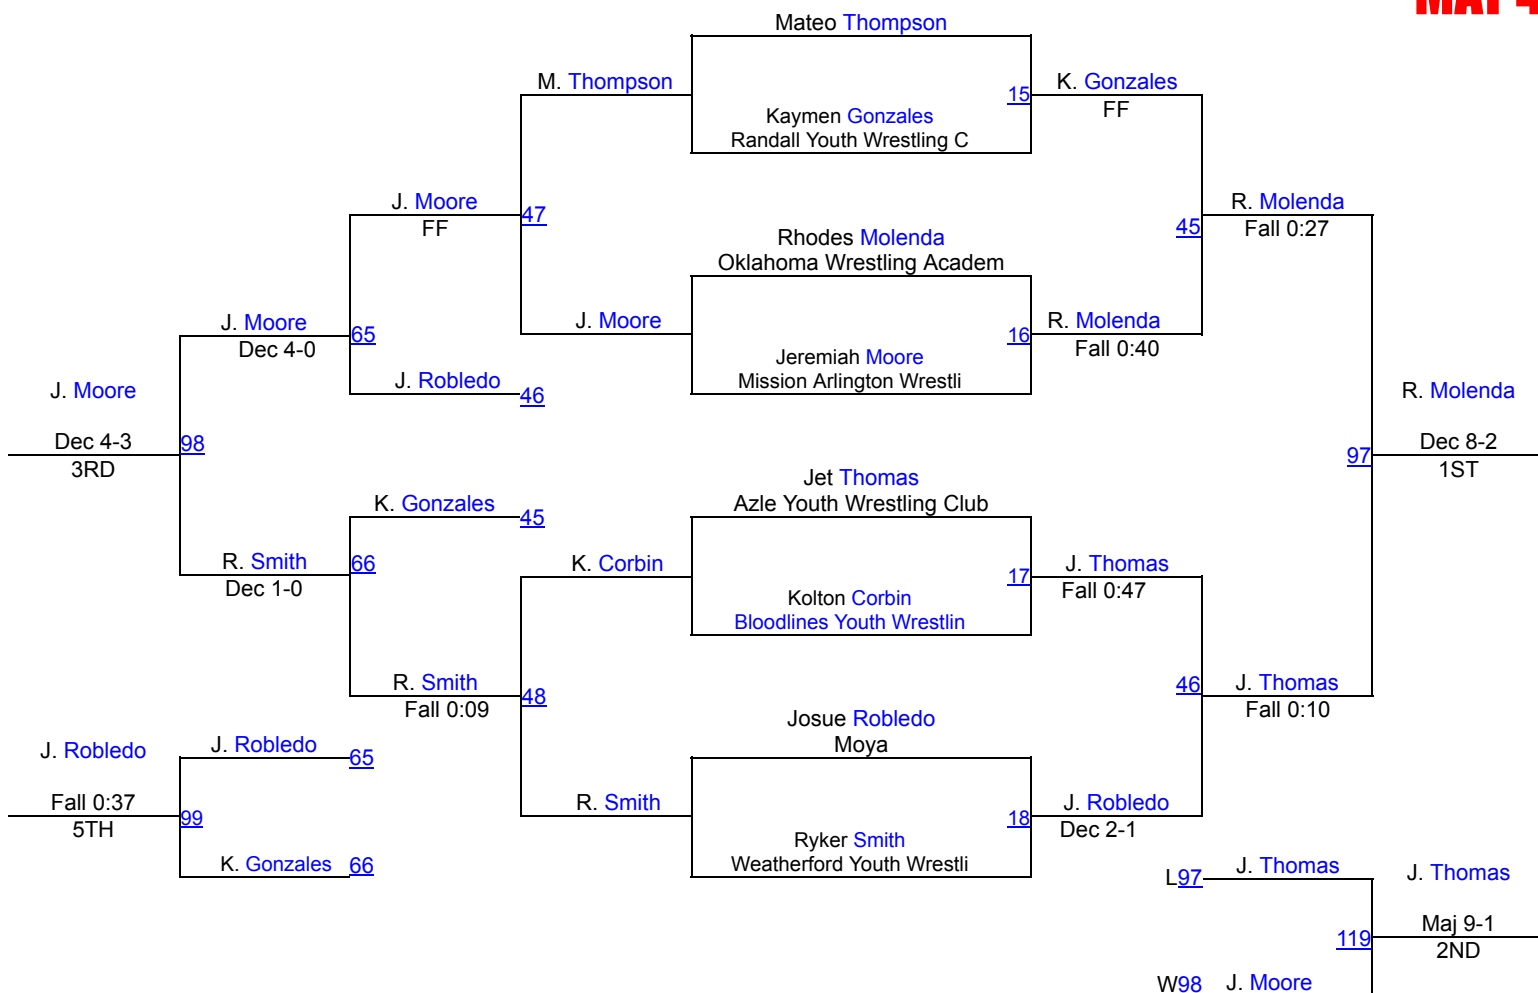 MAT 4
Mateo Thompson
M. Thompson
15
K. Gonzales
FF
Kaymen Gonzales
Randall Youth Wrestling C
J. Moore
FF
47
R. Molenda
Fall 0:27
45
Rhodes Molenda
Oklahoma Wrestling Academ
J. Moore
Dec 4-0
65
J. Moore
16
R. Molenda
Fall 0:40
Jeremiah Moore
Mission Arlington Wrestli
J. Robledo
46
J. Moore
Dec 4-3
3RD
98
R. Molenda
Dec 8-2
1ST
97
Jet Thomas
Azle Youth Wrestling Club
K. Gonzales
45
R. Smith
Dec 1-0
66
K. Corbin
17
J. Thomas
Fall 0:47
Kolton Corbin
Bloodlines Youth Wrestlin
R. Smith
Fall 0:09
48
46
J. Thomas
Fall 0:10
Josue Robledo
Moya
J. Robledo
Fall 0:37
5TH
J. Robledo
65
99
K. Gonzales
66
R. Smith
18
J. Robledo
Dec 2-1
Ryker Smith
Weatherford Youth Wrestli
L97
J. Thomas
J. Thomas
Maj 9-1
2ND
119
W98
J. Moore